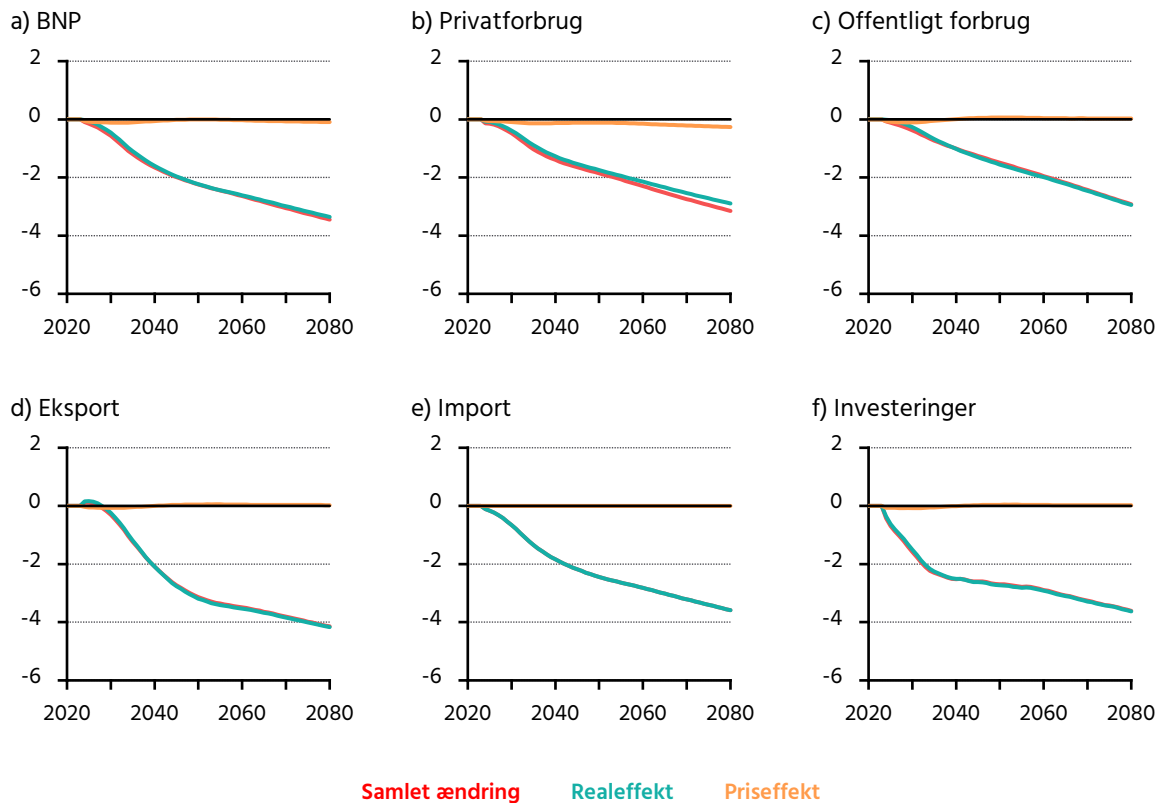 a) BNP
2
0
-2
-4
-6
2020 2040 2060 2080
b) Privatforbrug
2
0
-2
-4
-6
2020 2040 2060 2080
c) Offentligt forbrug
2
0
-2
-4
-6
2020 2040 2060 2080
d) Eksport
2
0
-2
-4
-6
2020 2040 2060 2080
e) Import
2
0
-2
-4
-6
2020 2040 2060 2080
f) Investeringer
2
0
-2
-4
-6
2020 2040 2060 2080
Samlet ændring Realeffekt Priseffekt